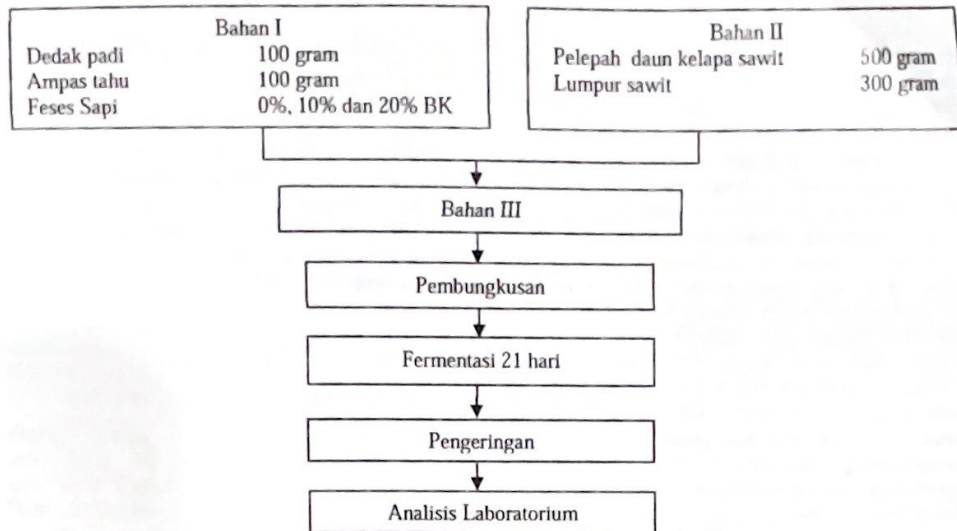 Bahan I
Dedak padi 100 gram
Ampas tahu 100 gram
Feses Sapi 0%, 10% dan 20% BK
Bahan II
Pelepah daun kelapa sawit 500 gram
Lumpur sawit 300 gram
Bahan III
Pembungkusan
Fermentasi 21 hari
Pengeringan
Analisis Laboratorium